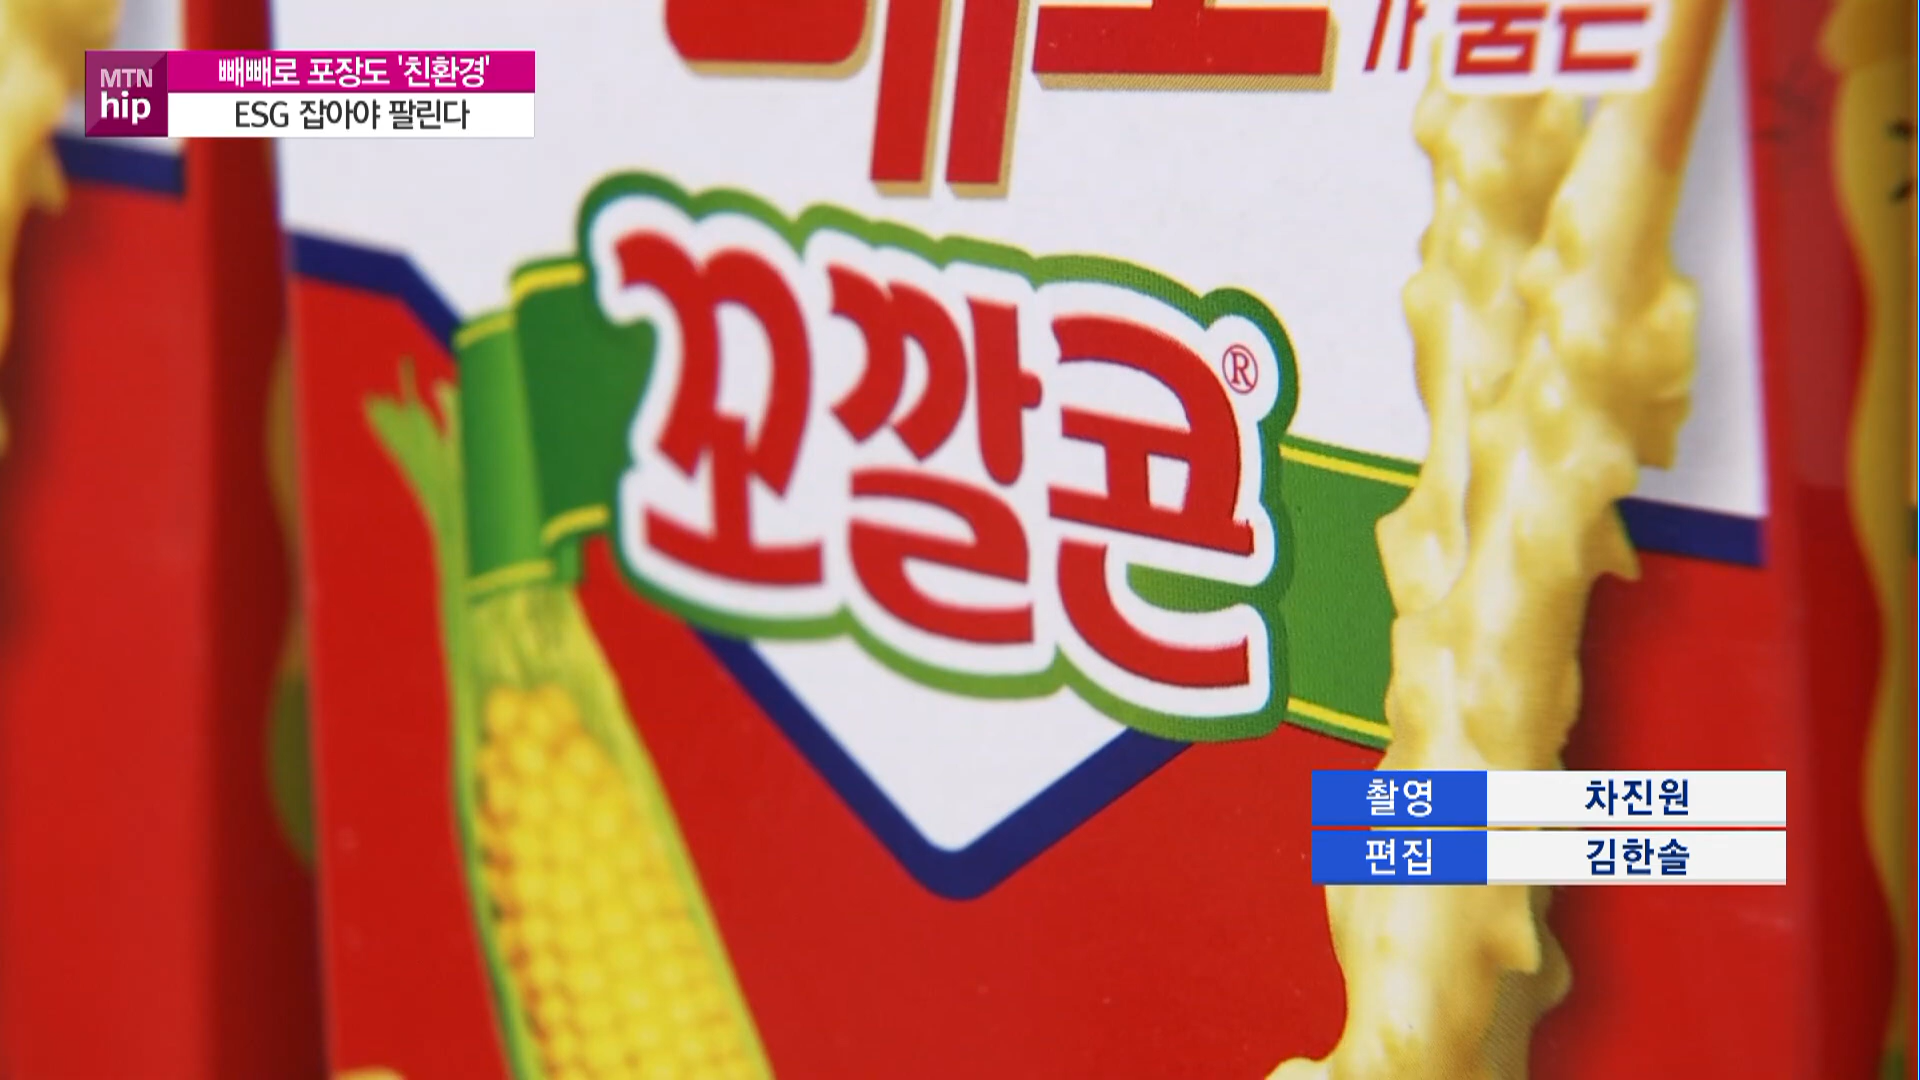 MTN
hip
빼빼로 포장도 '친환경'
ESG 잡아야 팔린다
꼬깔콘®
촬영 차진원
편집 김한솔